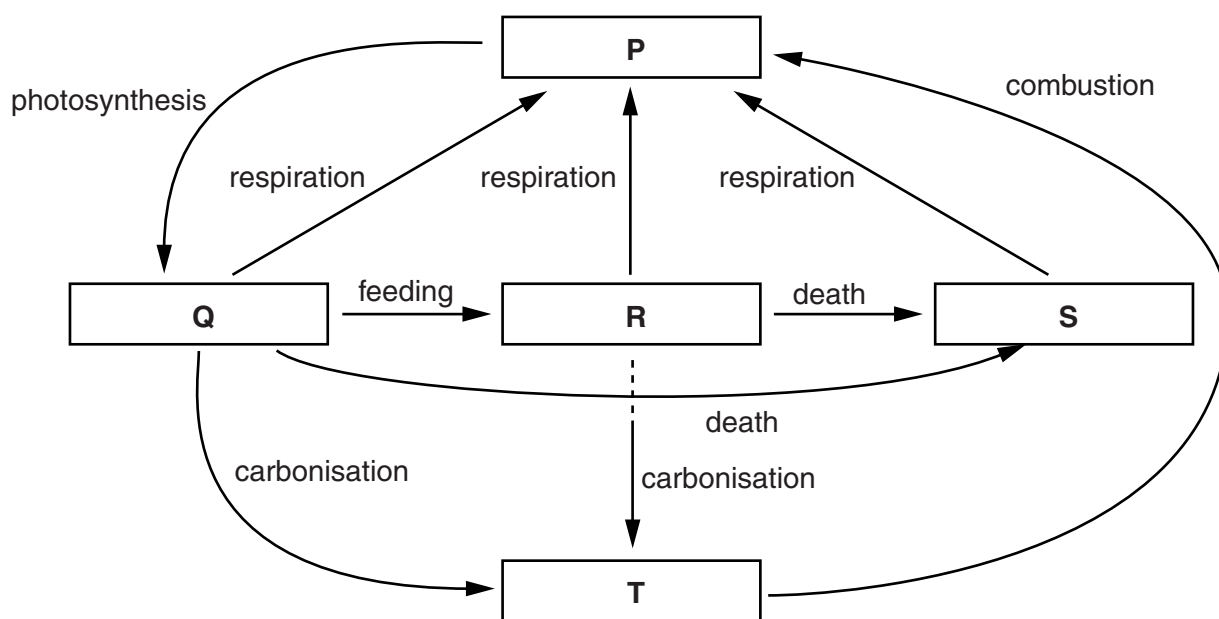 P
photosynthesis
combustion
respiration
respiration
respiration
Q
feeding
R
death
S
death
carbonisation
carbonisation
T